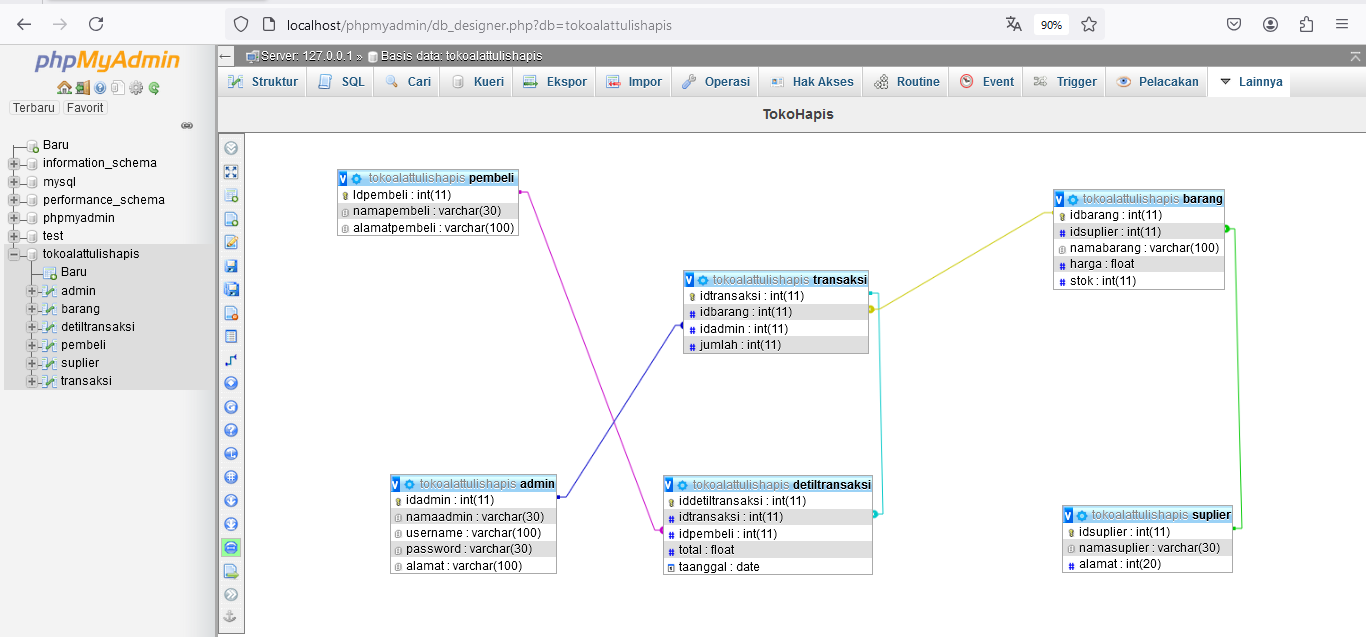 localhost/phpmyadmin/db_designer.php?db=tokoalattulishapis
90%
phpMyAdmin
Terbaru Favorit
Baru
information_schema
mysql
performance_schema
phpmyadmin
test
tokoalattulishapis
Baru
admin
barang
detiltransaksi
pembeli
suplier
transaksi
Server: 127.0.0.1 » Basis data: tokoalattulishapis
Struktur SQL Cari Kueri Ekspor Impor Operasi Hak Akses Routine Event Trigger Pelacakan Lainnya
TokoHapis
v tokoalattulishapis pembeli
Idpembeli : int(11)
namapembeli : varchar(30)
alamatpembeli : varchar(100)
v tokoalattulishapis barang
idbarang : int(11)
# idsuplier : int(11)
namabarang : varchar(100)
# harga : float
# stok : int(11)
v tokoalattulishapis transaksi
idtransaksi : int(11)
# idbarang : int(11)
# idadmin : int(11)
# jumlah : int(11)
v tokoalattulishapis admin
idadmin : int(11)
namaadmin : varchar(30)
username : varchar(100)
password : varchar(30)
alamat : varchar(100)
v tokoalattulishapis detiltransaksi
iddetiltransaksi : int(11)
# idtransaksi : int(11)
# idpembeli : int(11)
# total : float
taanggal : date
v tokoalattulishapis suplier
idsuplier : int(11)
namasuplier : varchar(30)
# alamat : int(20)